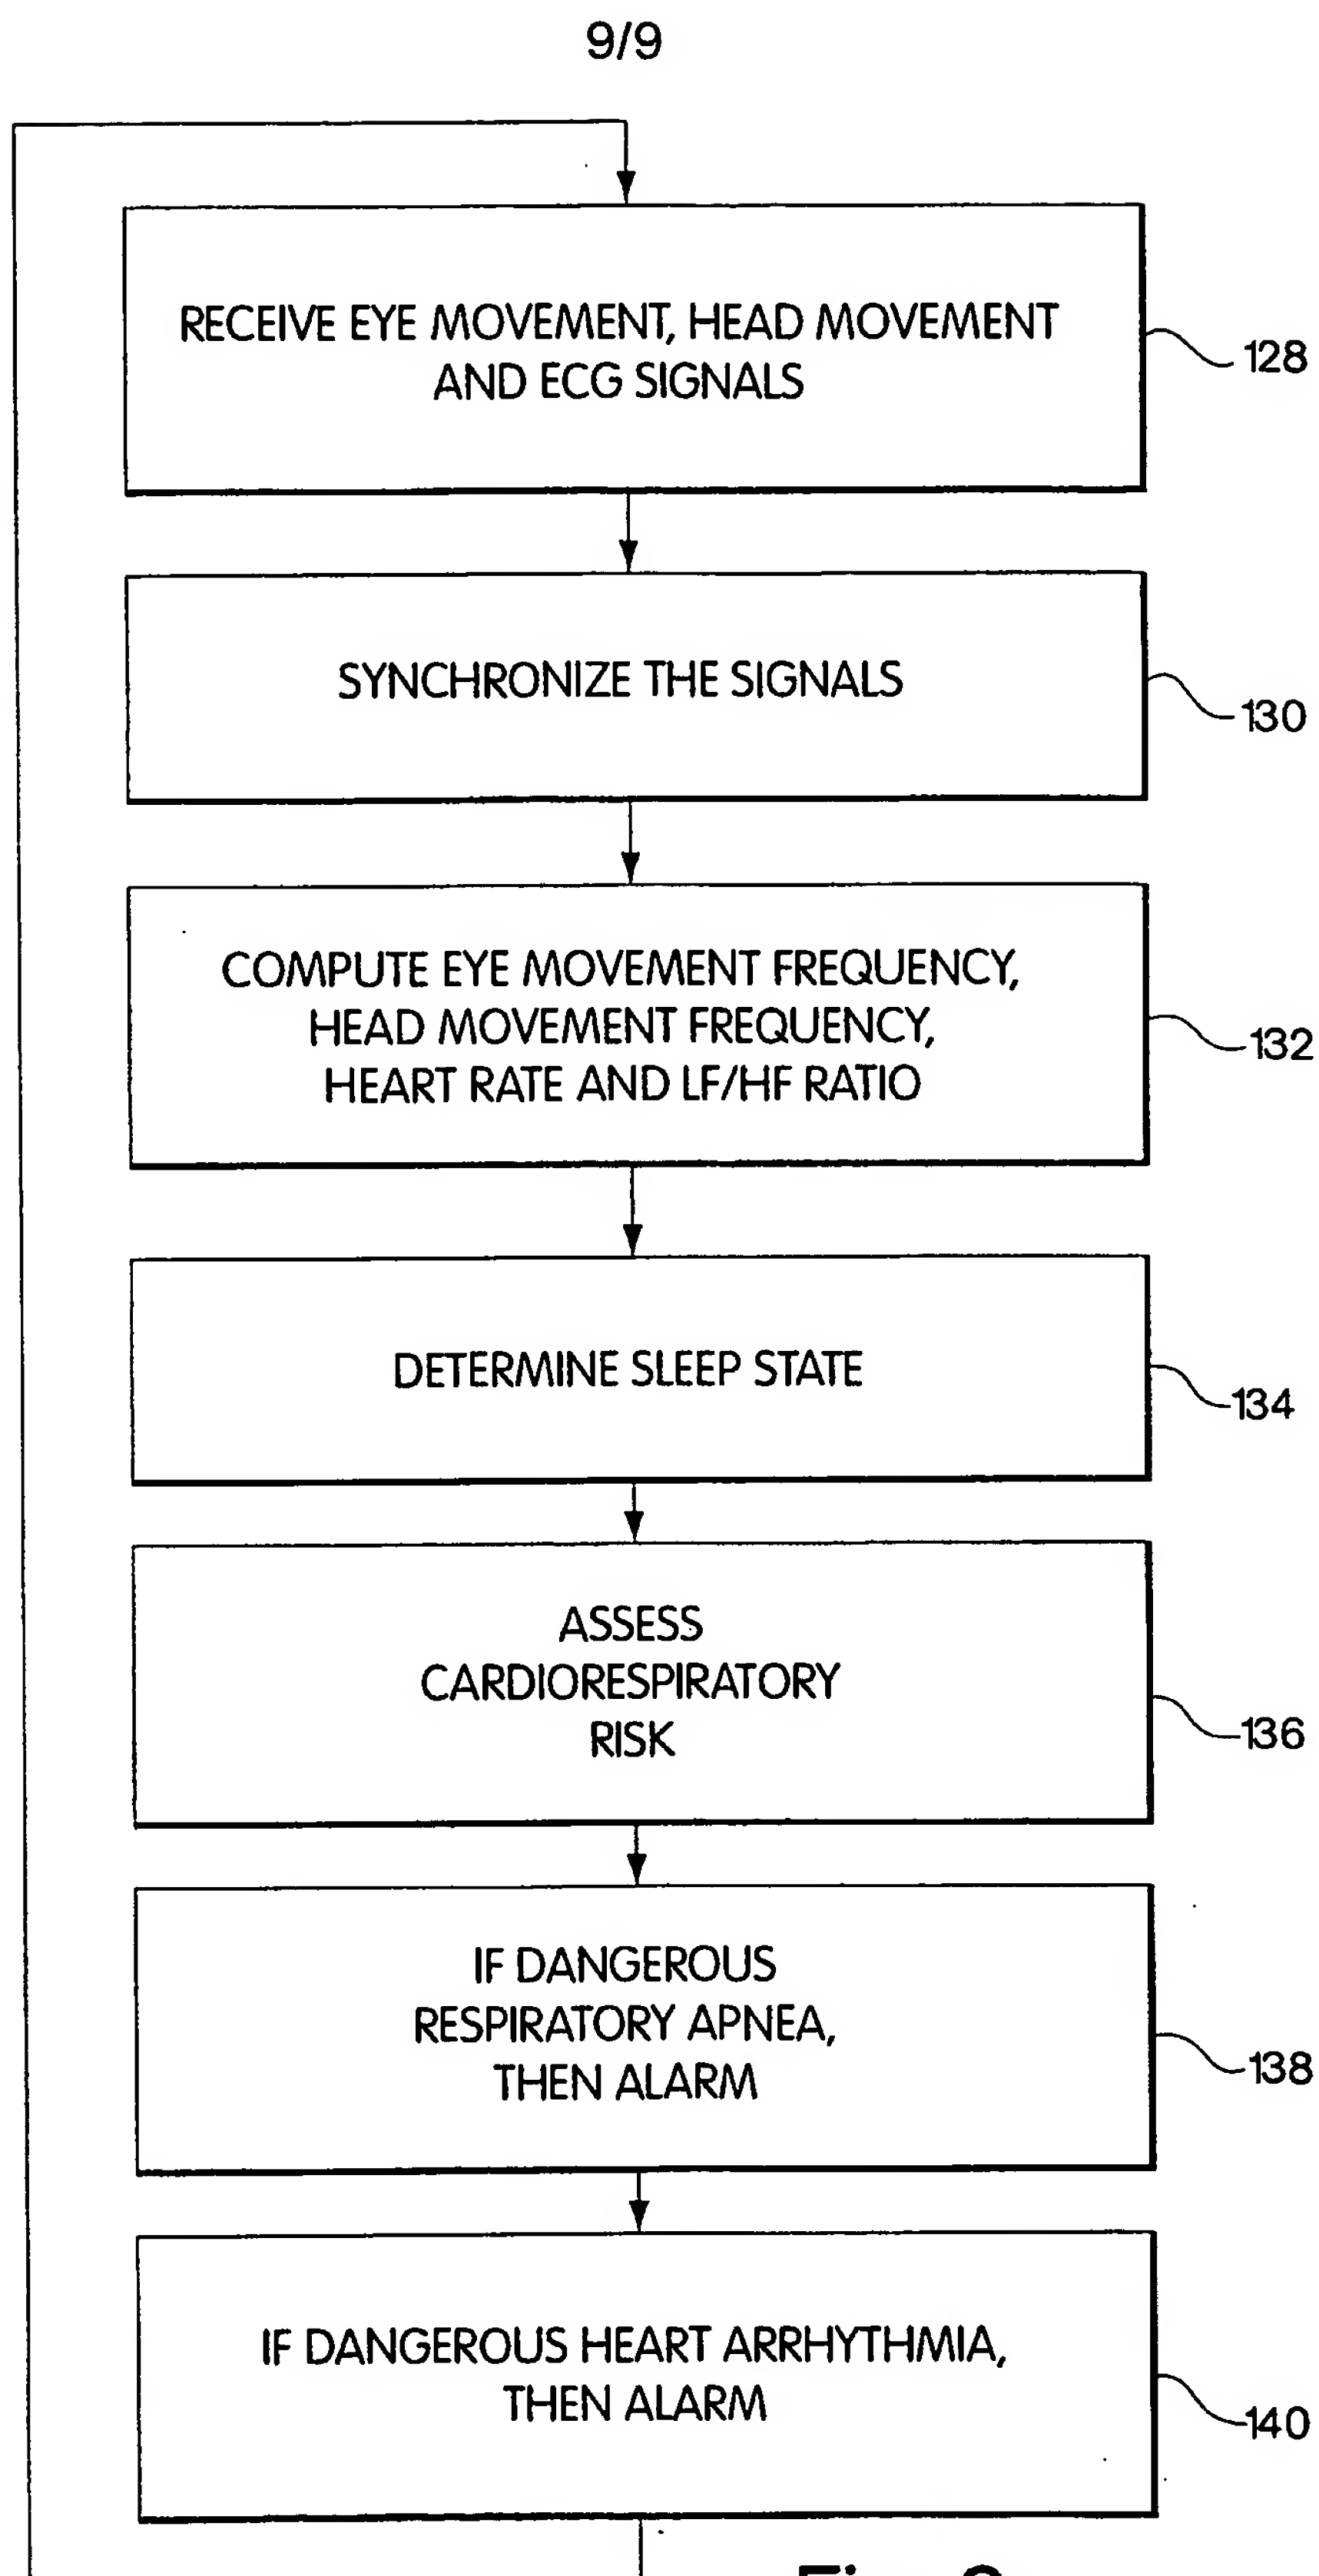 9/9
RECEIVE EYE MOVEMENT, HEAD MOVEMENT
AND ECG SIGNALS
128
SYNCHRONIZE THE SIGNALS
130
COMPUTE EYE MOVEMENT FREQUENCY,
HEAD MOVEMENT FREQUENCY,
HEART RATE AND LF/HF RATIO
132
DETERMINE SLEEP STATE
134
ASSESS
CARDIORESPIRATORY
RISK
136
IF DANGEROUS
RESPIRATORY APNEA,
THEN ALARM
138
IF DANGEROUS HEART ARRHYTHMIA,
THEN ALARM
140